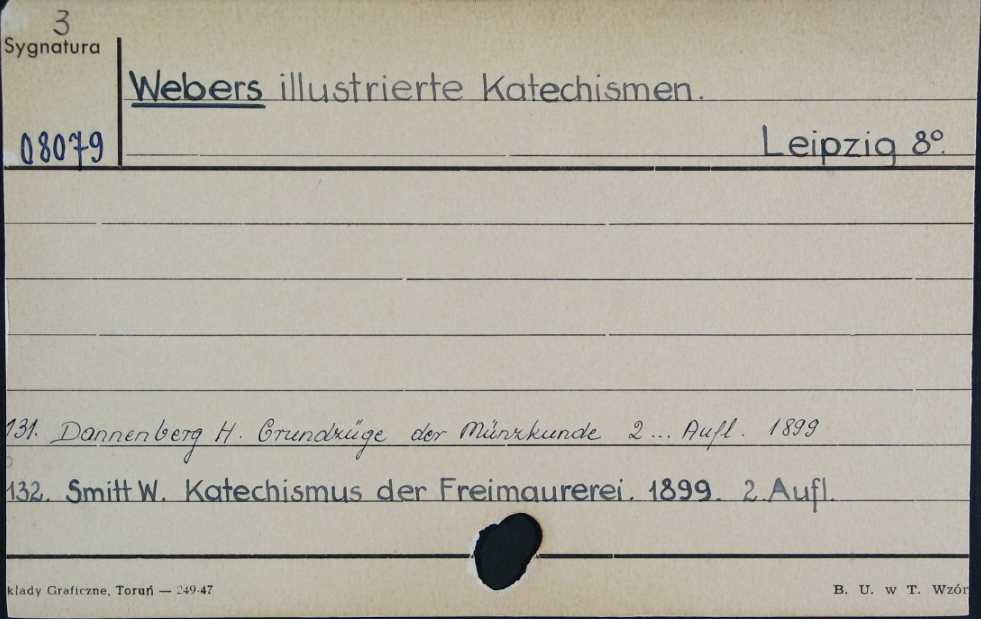 3
Sygnatura
Webers illustrierte Katechismen.
08079
Leipzig 8°.
131. Dannenberg H. Grundzüge der Münzkunde 2... Aufl. 1899
132. Smitt W. Katechismus der Freimaurerei. 1899. 2. Aufl.
kłady Graficzne, Toruń — 249-47
B. U. w T. Wzór